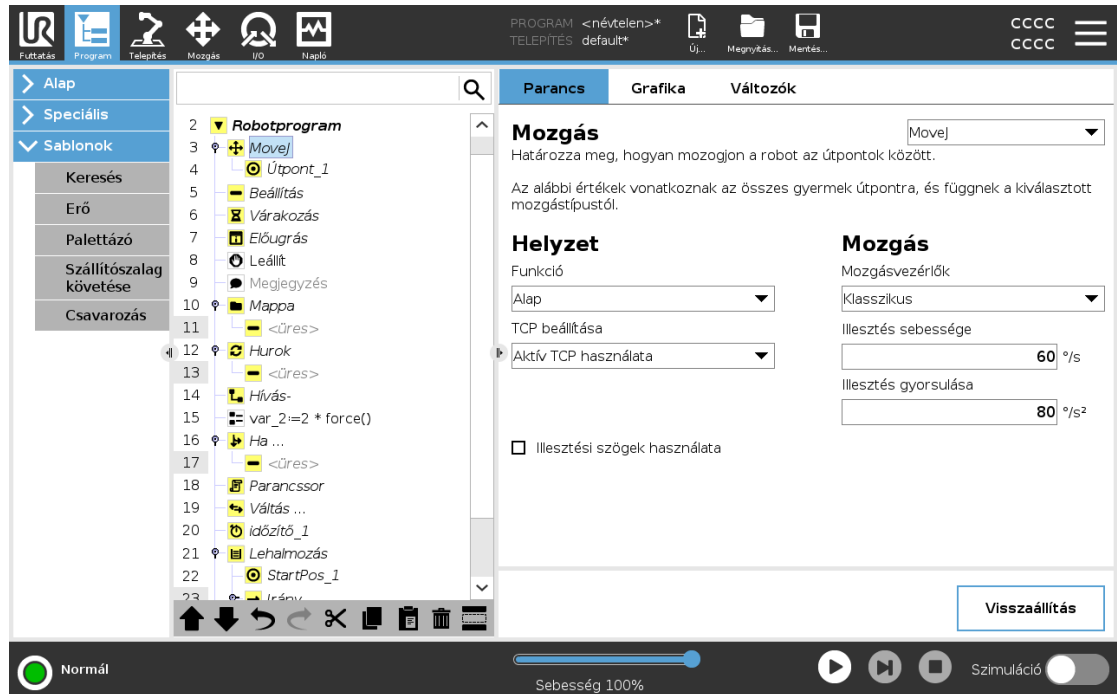 UR
Futtatás
Program
Telepítés
Mozgás
I/O
Napló
PROGRAM <névtelen>*
TELEPÍTÉS default*
Új...
Megnyitás...
Mentés...
CCCC
CCCC
Alap
Speciális
Sablonok
Keresés
Erő
Palettázó
Szállítószalag
követése
Csavarozás
2 Robotprogram
3 MoveJ
4 Útpont_1
5 Beállítás
6 Várakozás
7 Előugrás
8 Leállít
9 Megjegyzés
10 Mappa
11 <üres>
12 Hurok
13 <üres>
14 Hívás-
15 var_2:=2 * force()
16 Ha ...
17 <üres>
18 Parancssor
19 Váltás ...
20 időzítő_1
21 Lehalmozás
22 StartPos_1
23 Irány
Parancs
Grafika
Változók
Mozgás
MoveJ
Határozza meg, hogyan mozogjon a robot az útpontok között.
Az alábbi értékek vonatkoznak az összes gyermek útpontra, és függnek a kiválasztott
mozgástípustól.
Helyzet
Funkció
Alap
TCP beállítása
Aktív TCP használata
Illesztési szögek használata
Mozgás
Mozgásvezérlők
Klasszikus
Illesztés sebessége
60 °/s
Illesztés gyorsulása
80 °/s²
Visszaállítás
Normál
Sebesség 100%
Szimuláció